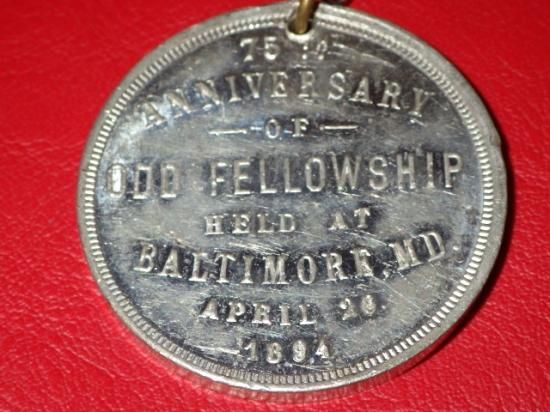 75th
ANNIVERSARY
OF
ODD FELLOWSHIP
HELD AT
BALTIMORE, MD.
APRIL 26.
1894